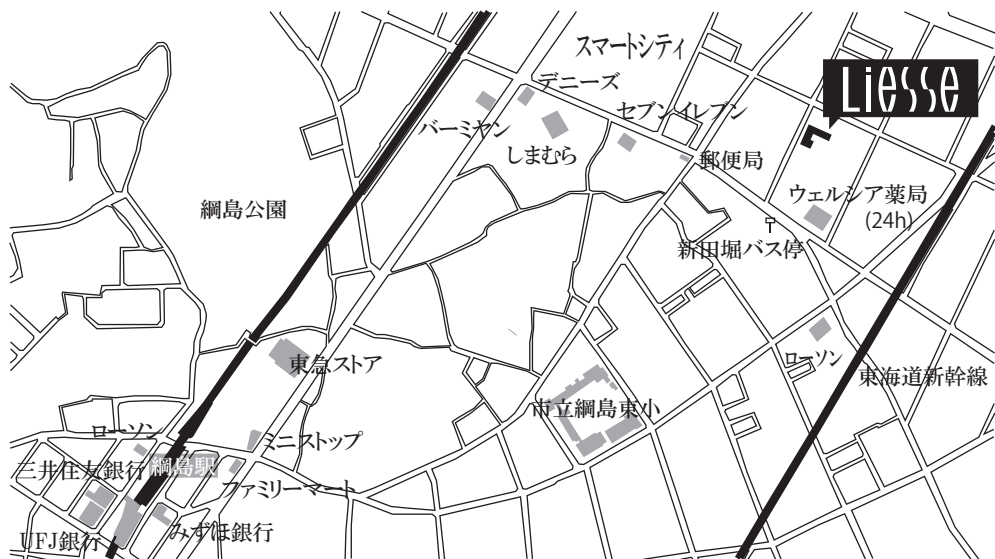 スマートシティ
デニーズ
Liesse
セブンイレブン
バーミヤン
しまむら
郵便局
ウェルシア薬局
(24h)
綱島公園
新田堀バス停
東急ストア
ローソン
東海道新幹線
市立綱島東小
ローソン
ミニストップ
三井住友銀行
綱島駅
ファミリーマート
みずほ銀行
UFJ銀行